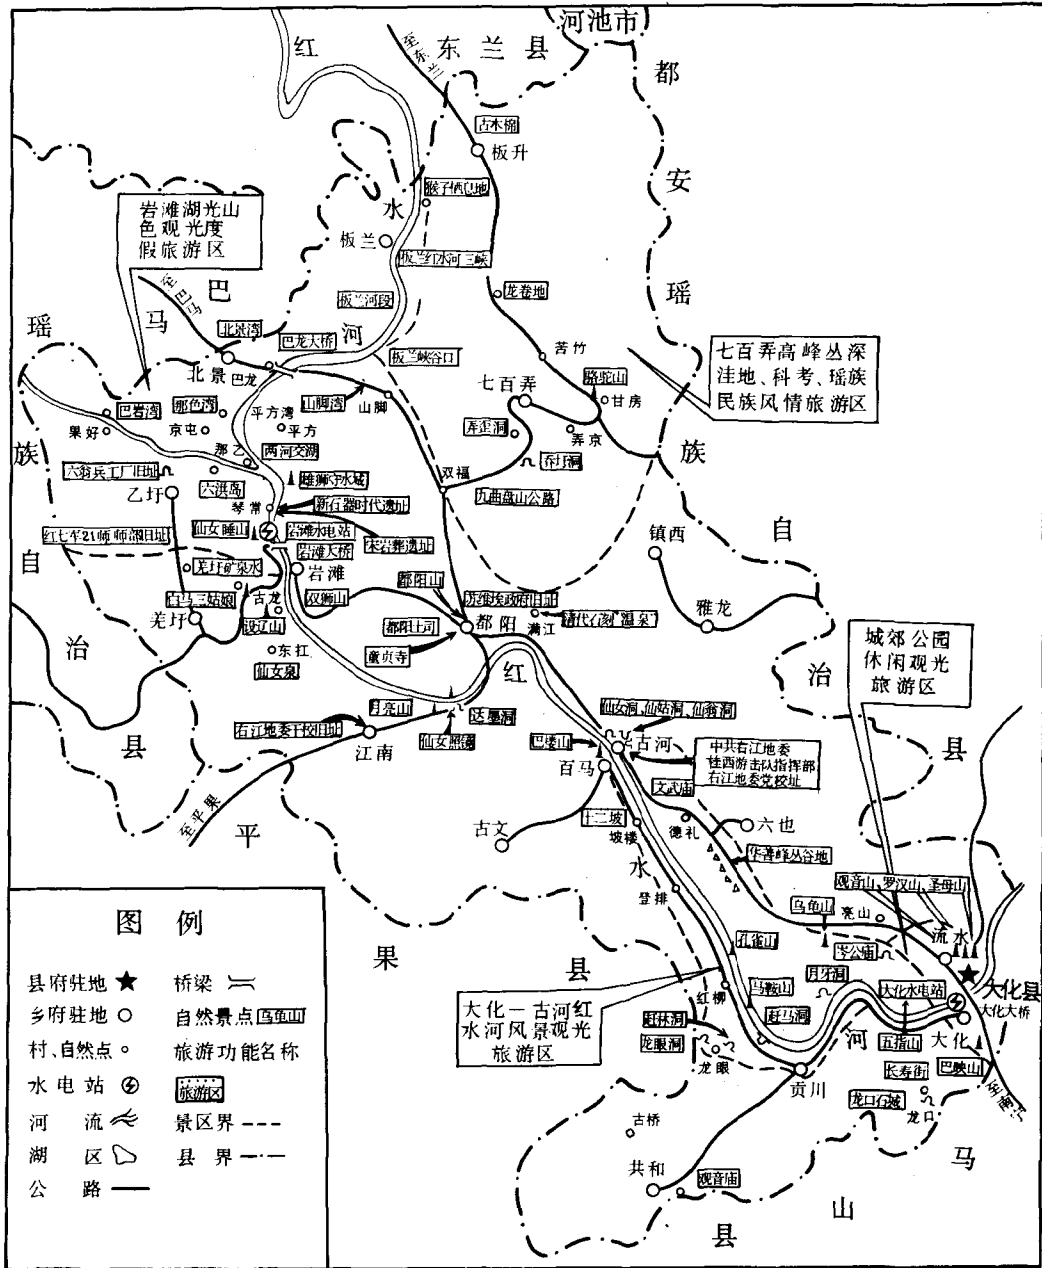 河池市
红
东兰县
至东兰
都
安
瑶
族
自
治
县
古木棉
板升
猴子栖息地
水
板兰
板兰红水河三峡
岩滩湖光山
色观光度
假旅游区
至巴马
巴
马
瑶
族
自
治
县
板兰河段
龙卷地
北景湾
巴龙大桥
河
板兰峡谷口
苦竹
七百弄高峰丛深
洼地、科考、瑶族
民族风情旅游区
北景
巴龙
七百弄
骆驼山
甘房
山脚湾
山脚
巴岩湾
那色湾
平方湾
平方
果好
京屯
弄歪洞
弄京
那乙
两河交湖
乔圩洞
双福
六翁兵工厂旧址
六洪岛
雄狮守水城
九曲盘山公路
乙圩
琴常
新石器时代遗址
红七军21师师部旧址
仙女睡山
岩滩水电站
宋岩葬遗址
镇西
岩滩大桥
羌圩矿泉水
岩滩
都阳山
白马三姑娘
双狮山
苏维埃政府旧址
古龙
清代石刻“温泉”
羌圩
设辽山
都阳土司
都阳
满江
雅龙
东扛
童贞寺
仙女泉
红
城郊公园
休闲观光
旅游区
月亮山
达墨洞
仙女洞、仙姑洞、仙翁洞
右江地委干校旧址
仙女照镜
江南
巴楼山
古河
中共右江地委
桂西游击队指挥部
右江地委党校址
百马
至平果
平
果
县
文武庙
十二坡
坡楼
德礼
六也
古文
水
华善峰丛谷地
观音山、罗汉山、圣母山
登排
乌龟山
亮山
流水
孔雀山
岑公庙
月牙洞
大化水电站
大化县
大化大桥
大化一古河红
水河风景观光
旅游区
红柳
马鞍山
赶马洞
赶林洞
龙眼洞
龙眼
河
五指山
大化
贡川
长寿街
巴映山
龙口石城
龙口
古桥
共和
观音庙
马
山
县
图例
县府驻地
桥梁
乡府驻地
自然景点
乌龟山
村、自然点
旅游功能名称
水电站
旅游区
河流
景区界
湖区
县界
公路